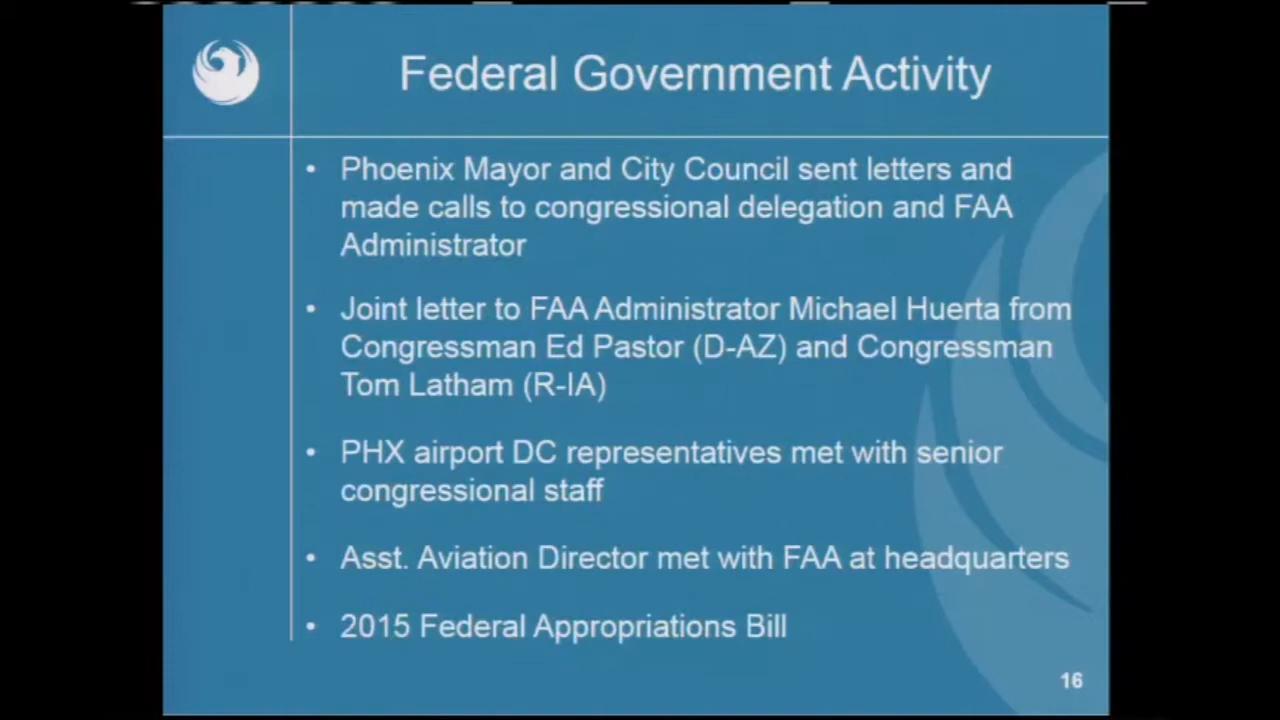 Federal Government Activity
• Phoenix Mayor and City Council sent letters and
made calls to congressional delegation and FAA
Administrator
• Joint letter to FAA Administrator Michael Huerta from
Congressman Ed Pastor (D-AZ) and Congressman
Tom Latham (R-IA)
• PHX airport DC representatives met with senior
congressional staff
• Asst. Aviation Director met with FAA at headquarters
• 2015 Federal Appropriations Bill
16